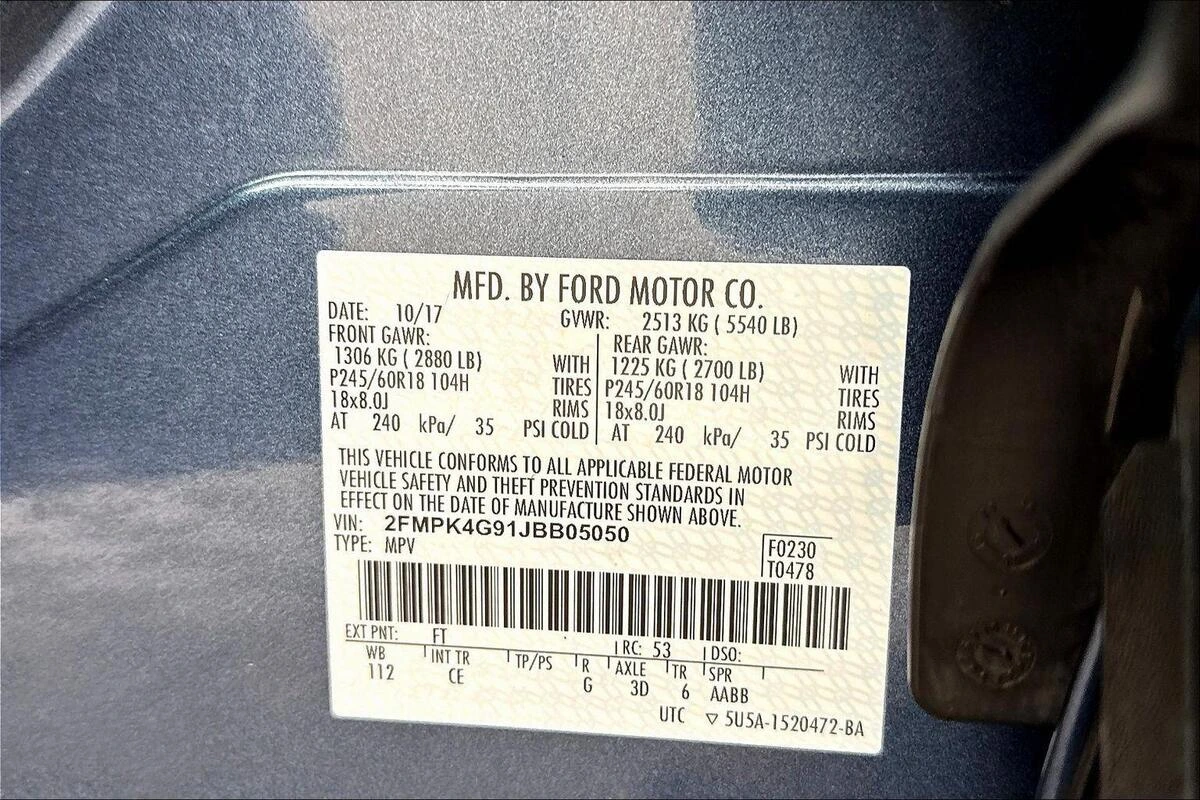 MFD. BY FORD MOTOR CO.
DATE: 10/17 GVWR: 2513 KG ( 5540 LB)
FRONT GAWR: REAR GAWR:
1306 KG ( 2880 LB) WITH 1225 KG ( 2700 LB) WITH
P245/60R18 104H TIRES P245/60R18 104H TIRES
18x8.0J RIMS 18x8.0J RIMS
AT 240 kPa/ 35 PSI COLD AT 240 kPa/ 35 PSI COLD
THIS VEHICLE CONFORMS TO ALL APPLICABLE FEDERAL MOTOR
VEHICLE SAFETY AND THEFT PREVENTION STANDARDS IN
EFFECT ON THE DATE OF MANUFACTURE SHOWN ABOVE.
VIN: 2FMPK4G91JBB05050
TYPE: MPV F0230
T0478
EXT PNT: FT RC: 53 DSO:
WB INT TR TP/PS R AXLE TR SPR
112 CE G 3D 6 AABB
UTC ▽ 5U5A-1520472-BA